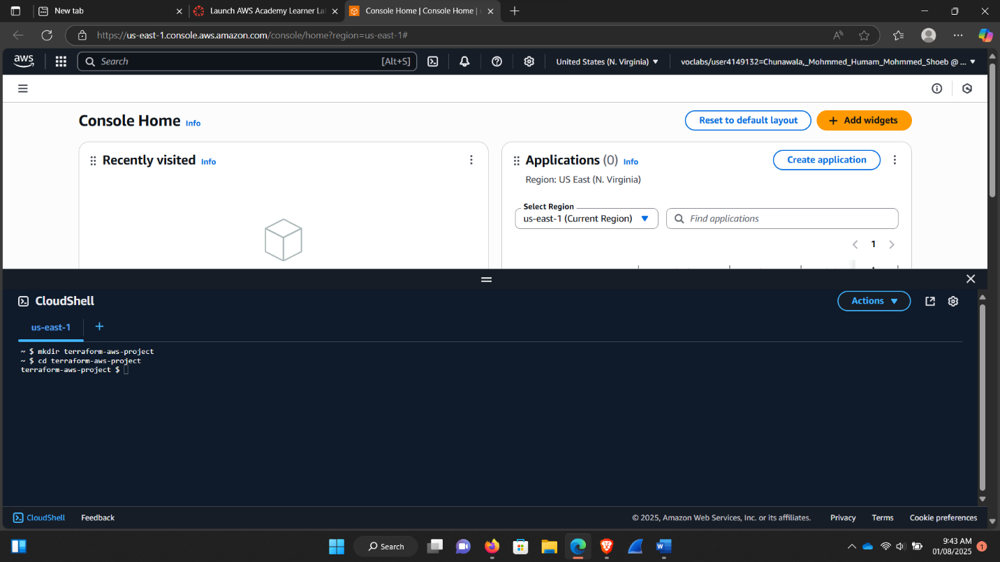 New tab
Launch AWS Academy Learner La
Console Home | Console Home |
https://us-east-1.console.aws.amazon.com/console/home?region=us-east-1#
aws
Search
[Alt+S]
United States (N. Virginia)
voclabs/user4149132=Chunawala,_Mohmmed_Humam_Mohmmed_Shoeb @ ...
Console Home Info
Reset to default layout
+ Add widgets
Recently visited Info
Applications (0) Info
Create application
Region: US East (N. Virginia)
Select Region
us-east-1 (Current Region)
Find applications
1
CloudShell
Actions
us-east-1
+
~ $ mkdir terraform-aws-project
~ $ cd terraform-aws-project
terraform-aws-project $
CloudShell
Feedback
© 2025, Amazon Web Services, Inc. or its affiliates.
Privacy
Terms
Cookie preferences
Search
9:43 AM
01/08/2025
1